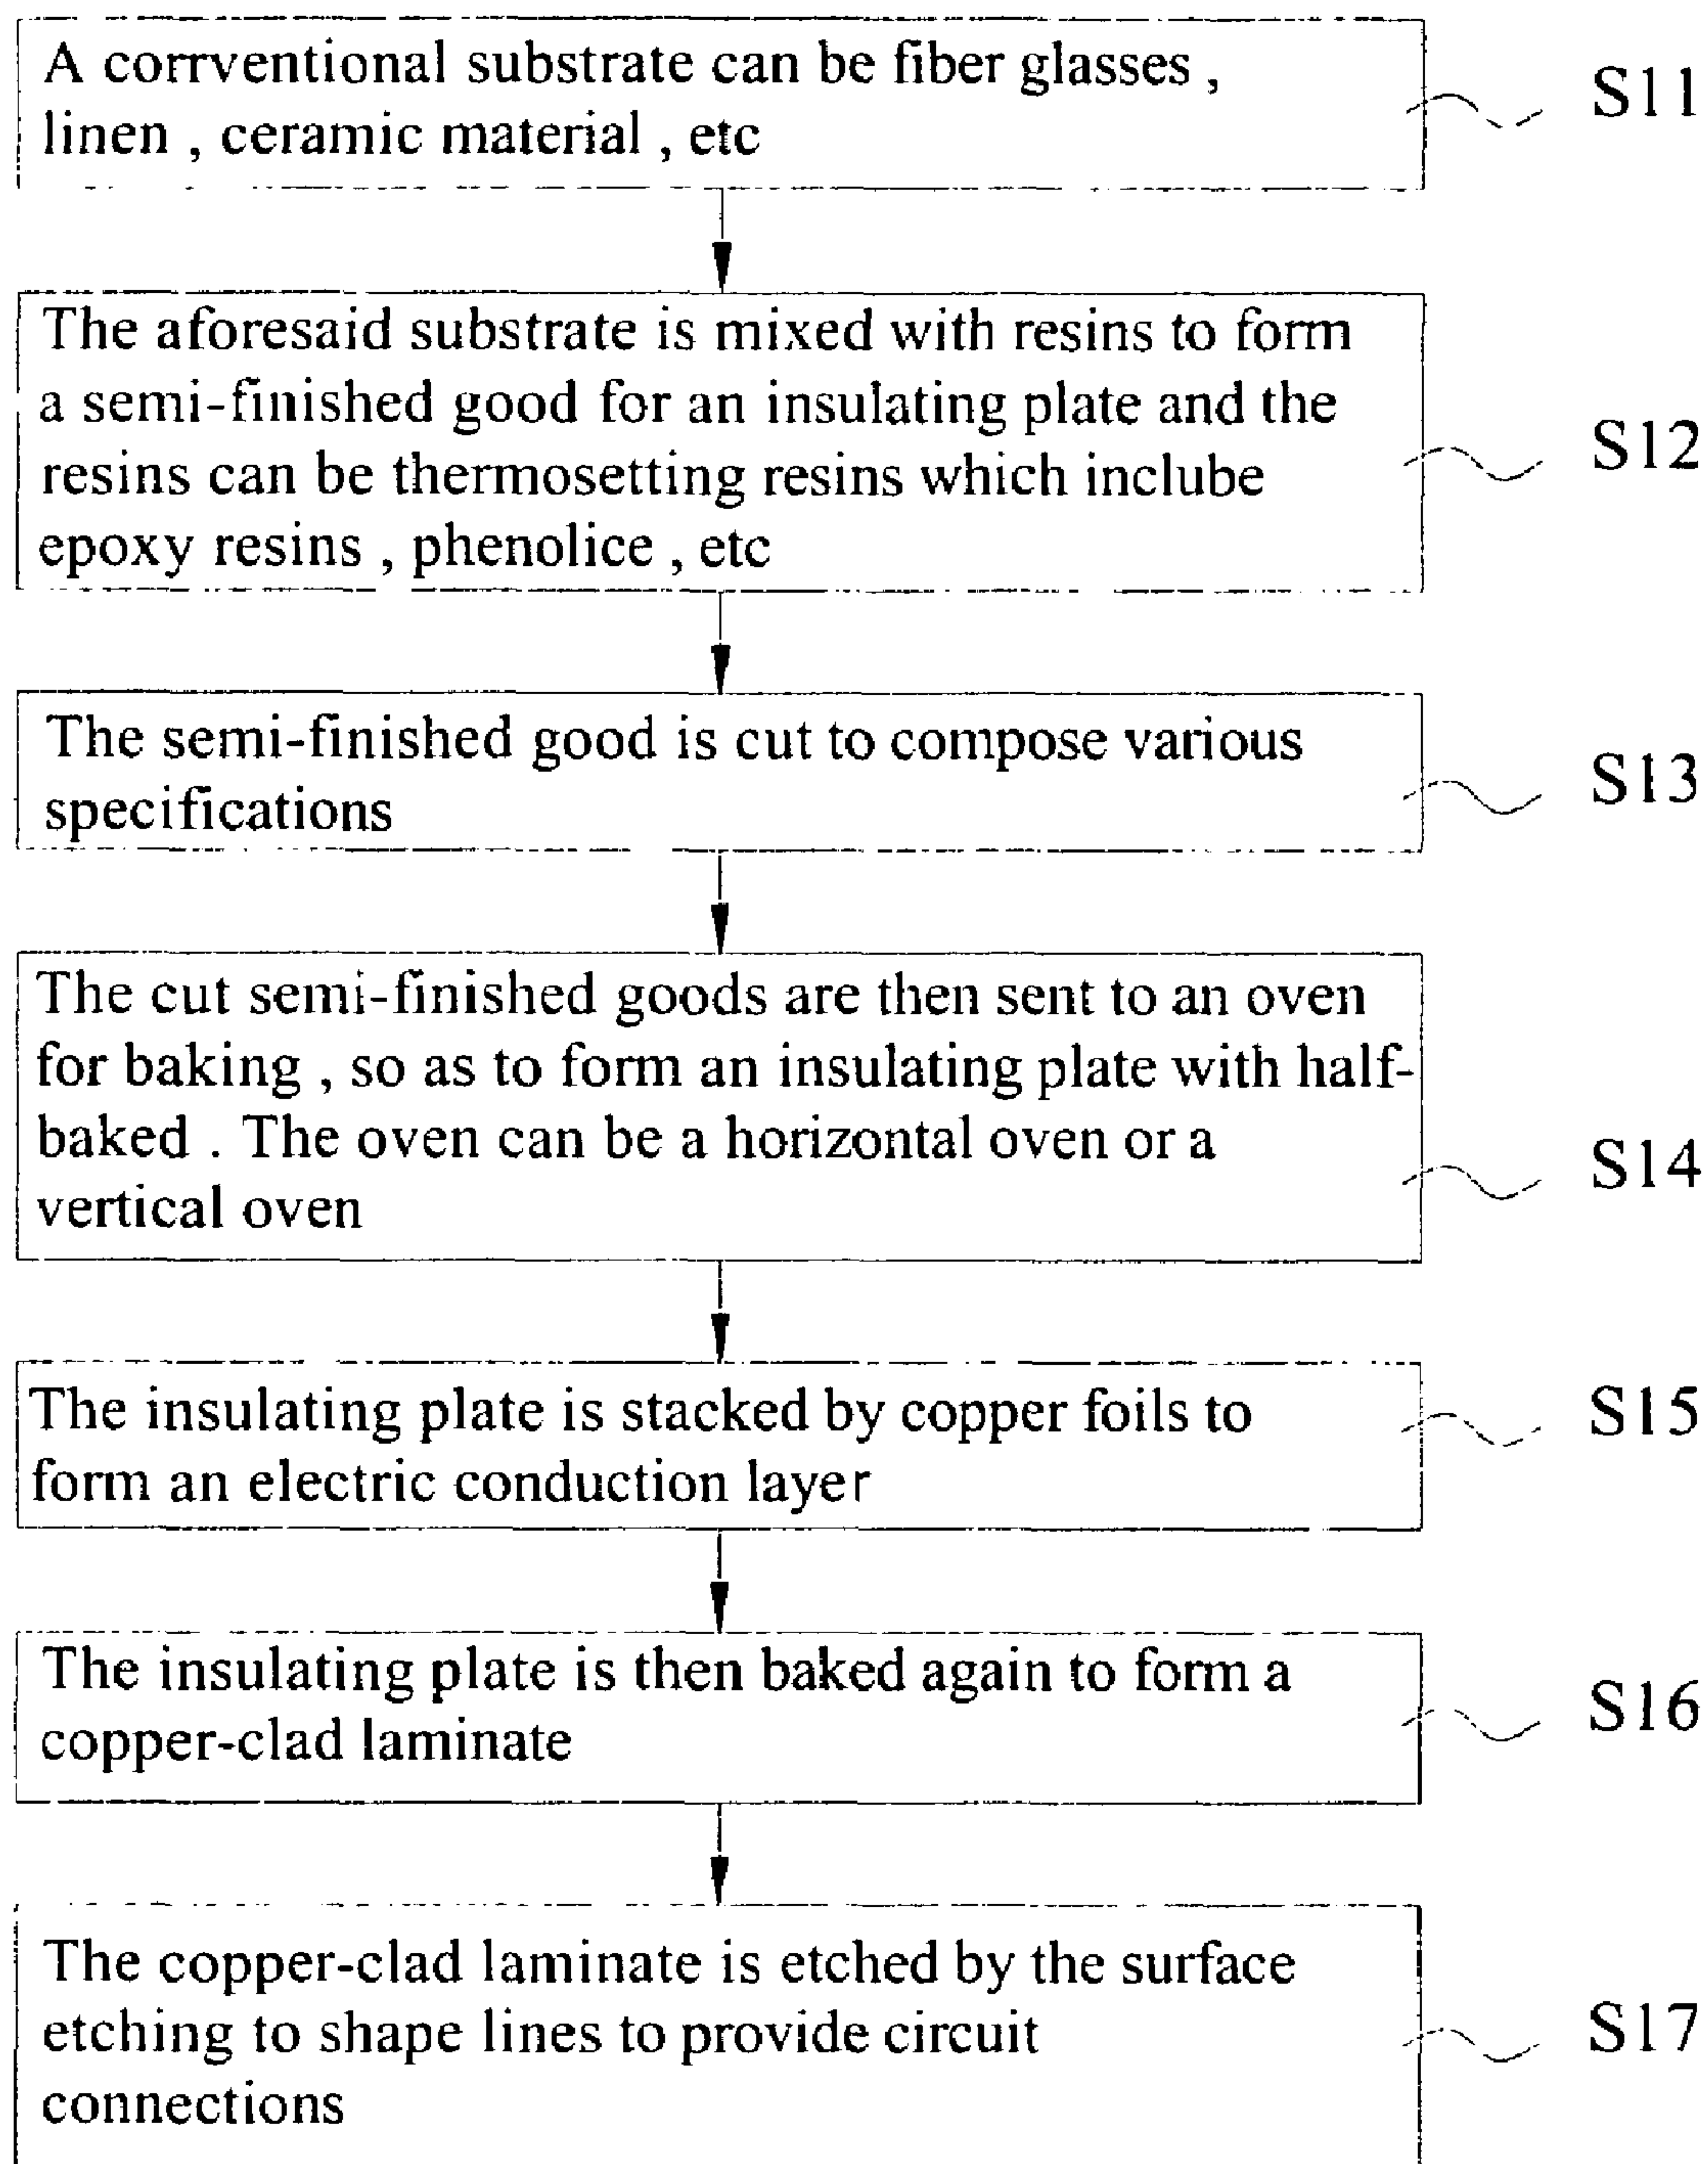 A corrventional substrate can be fiber glasses ,
linen , ceramic material , etc
S11
The aforesaid substrate is mixed with resins to form
a semi-finished good for an insulating plate and the
resins can be thermosetting resins which inclube
epoxy resins , phenolice , etc
S12
The semi-finished good is cut to compose various
specifications
S13
The cut semi-finished goods are then sent to an oven
for baking , so as to form an insulating plate with half-
baked . The oven can be a horizontal oven or a
vertical oven
S14
The insulating plate is stacked by copper foils to
form an electric conduction layer
S15
The insulating plate is then baked again to form a
copper-clad laminate
S16
The copper-clad laminate is etched by the surface
etching to shape lines to provide circuit
connections
S17